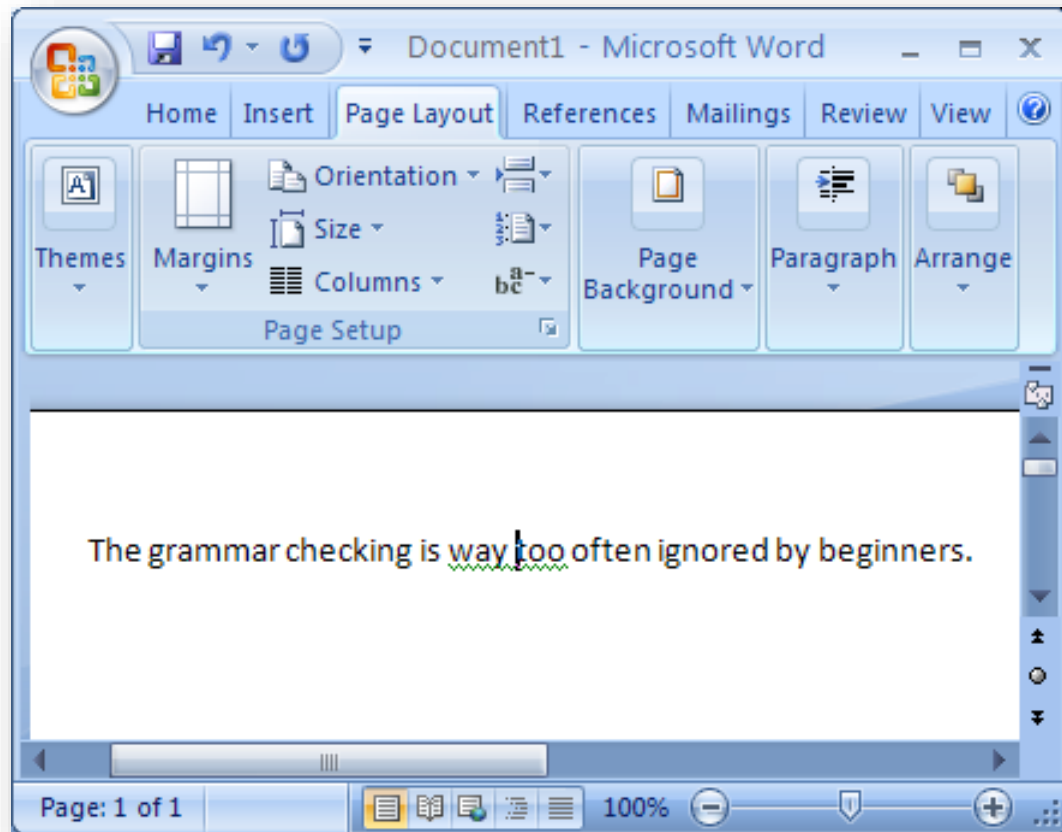 Document1 - Microsoft Word
Home Insert Page Layout References Mailings Review View
Themes
Margins
Orientation
Size
Columns
Page Setup
Page
Background
Paragraph
Arrange
The grammar checking is way too often ignored by beginners.
Page: 1 of 1
100%